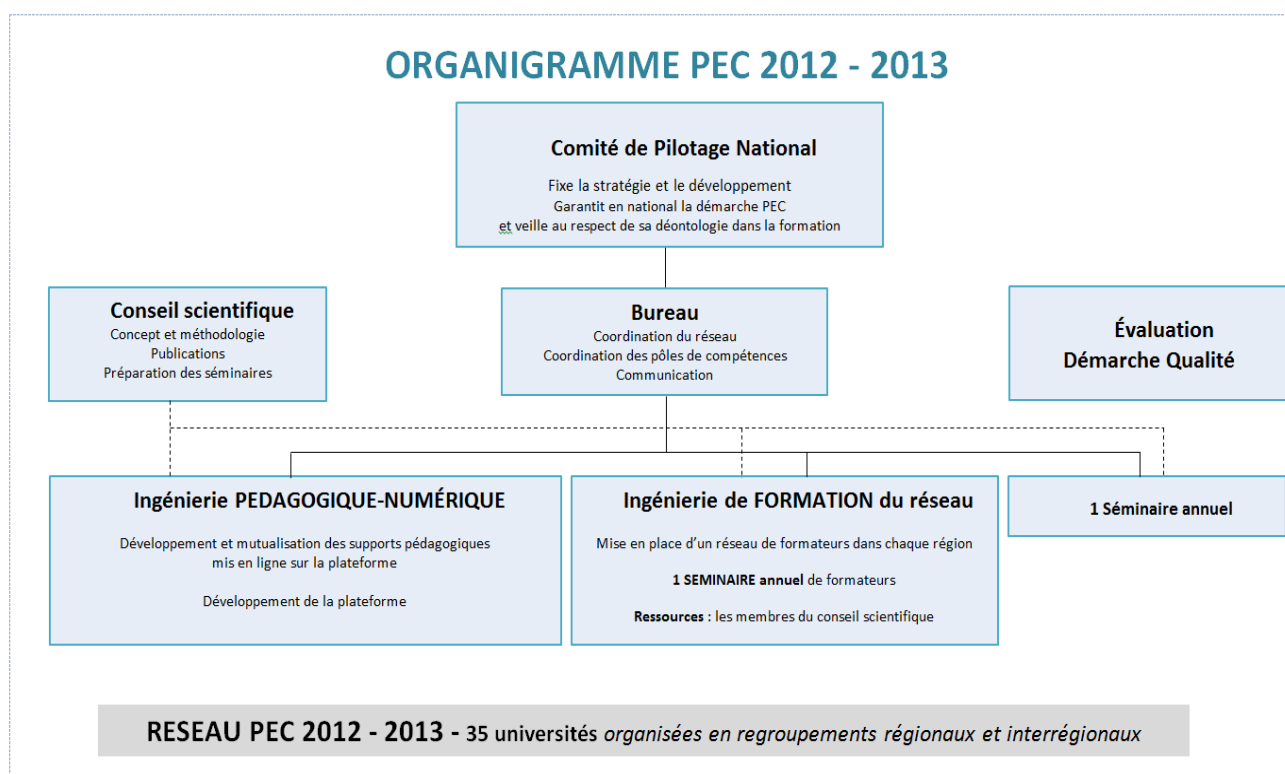 ORGANIGRAMME PEC 2012 - 2013
Comité de Pilotage National
Fixe la stratégie et le développement
Garantit en national la démarche PEC
et veille au respect de sa déontologie dans la formation
Conseil scientifique
Concept et méthodologie
Publications
Préparation des séminaires
Bureau
Coordination du réseau
Coordination des pôles de compétences
Communication
Évaluation
Démarche Qualité
Ingénierie PEDAGOGIQUE-NUMÉRIQUE
Développement et mutualisation des supports pédagogiques
mis en ligne sur la plateforme
Développement de la plateforme
Ingénierie de FORMATION du réseau
Mise en place d'un réseau de formateurs dans chaque région
1 SEMINAIRE annuel de formateurs
Ressources : les membres du conseil scientifique
1 Séminaire annuel
RESEAU PEC 2012 - 2013 - 35 universités organisées en regroupements régionaux et interrégionaux